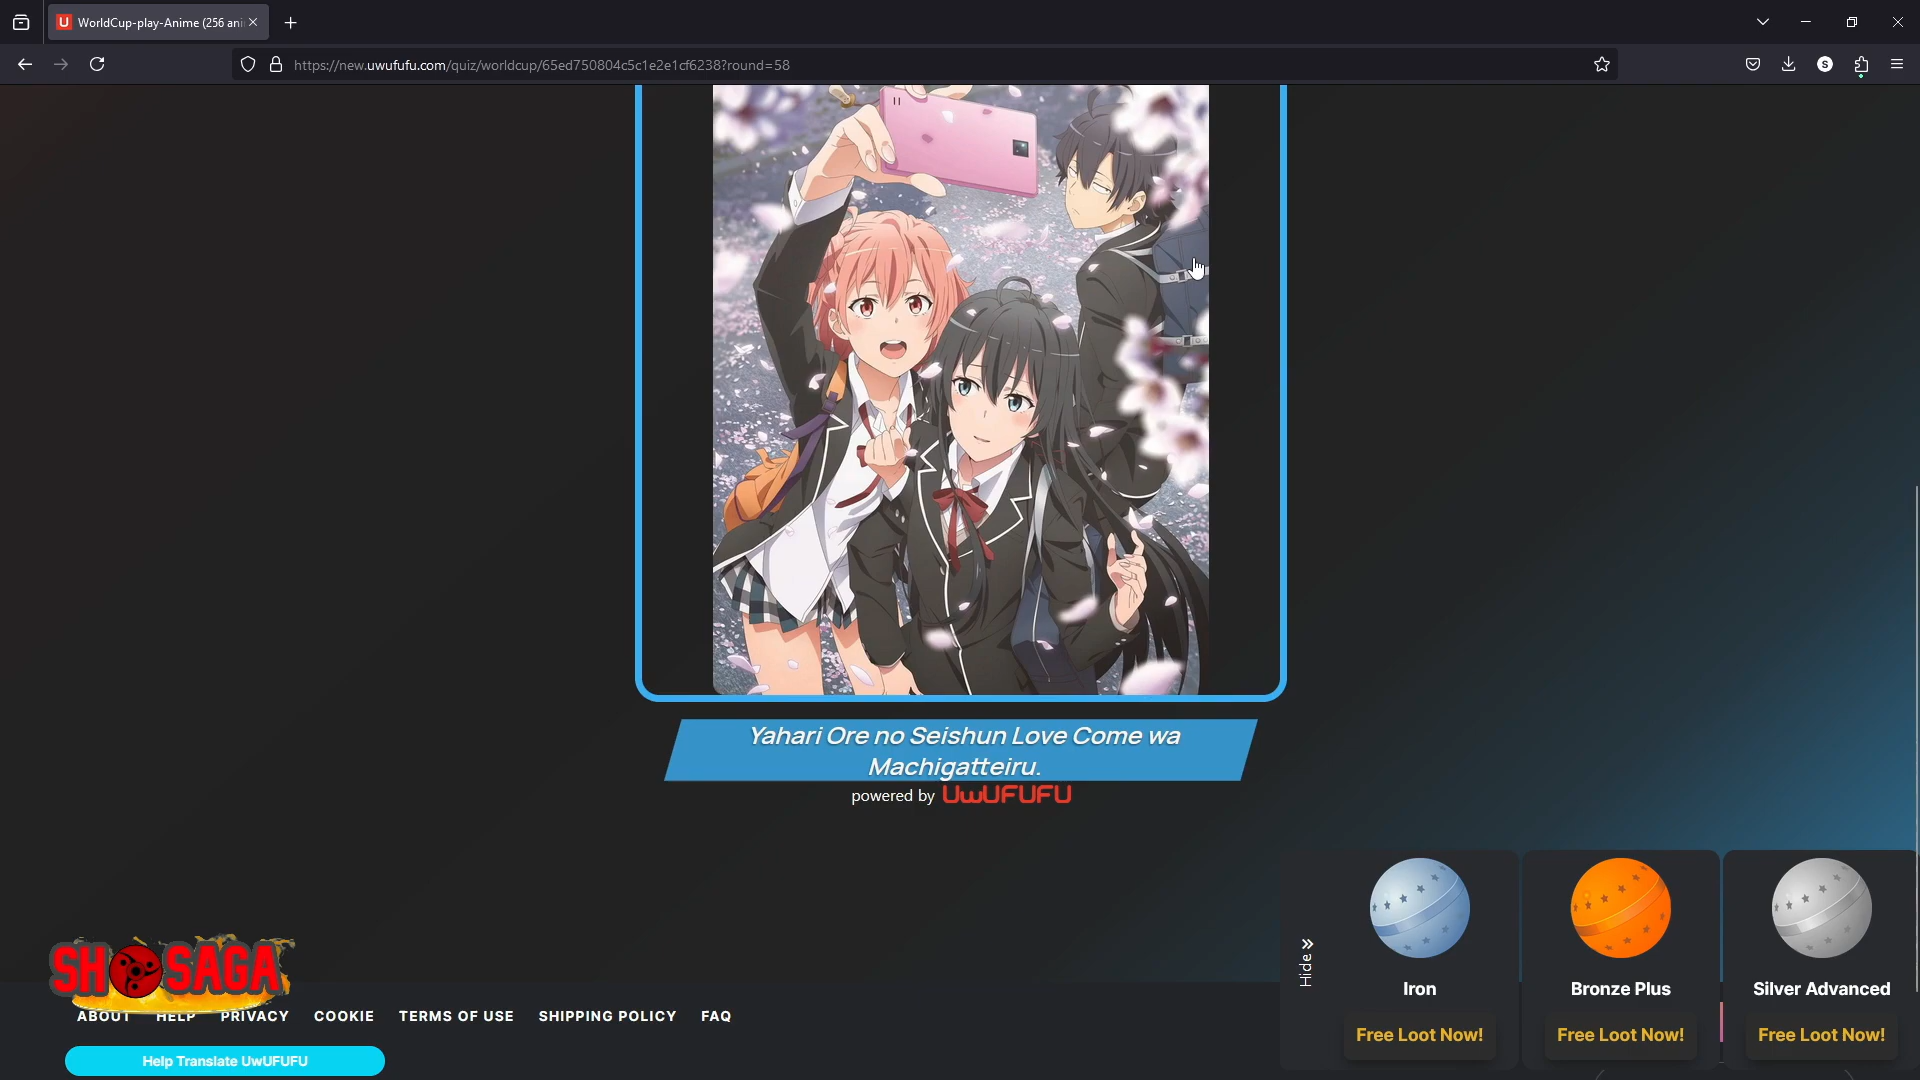 WorldCup-play-Anime (256 ani
https://new.uwufufu.com/quiz/worldcup/65ed750804c5c1e2e1cf6238?round=58
S
Yahari Ore no Seishun Love Come wa
Machigatteiru.
powered by UwUFUFU
Hide
Iron
Bronze Plus
Silver Advanced
Free Loot Now!
Free Loot Now!
Free Loot Now!
SHOSAGA
ABOUT HELP PRIVACY COOKIE TERMS OF USE SHIPPING POLICY FAQ
Help Translate UwUFUFU